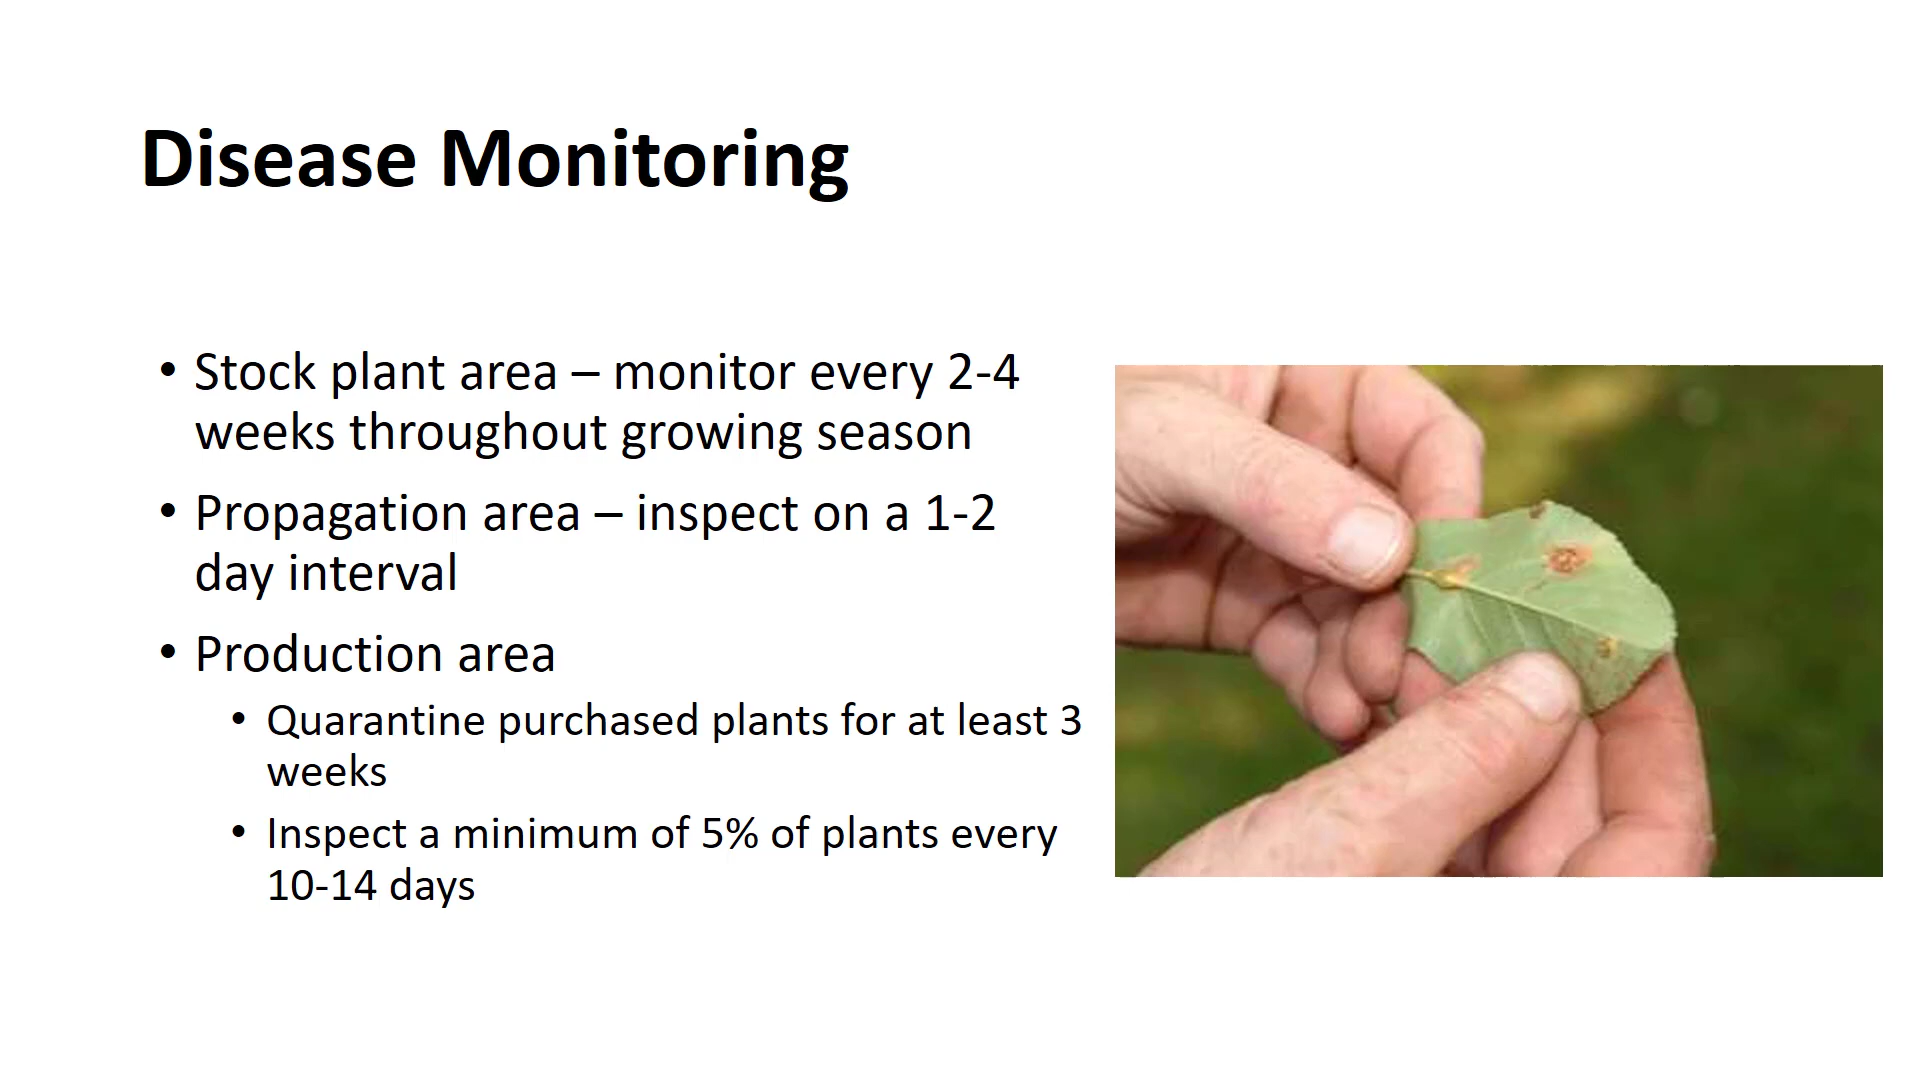 Disease Monitoring
• Stock plant area – monitor every 2-4
weeks throughout growing season
• Propagation area – inspect on a 1-2
day interval
• Production area
• Quarantine purchased plants for at least 3
weeks
• Inspect a minimum of 5% of plants every
10-14 days